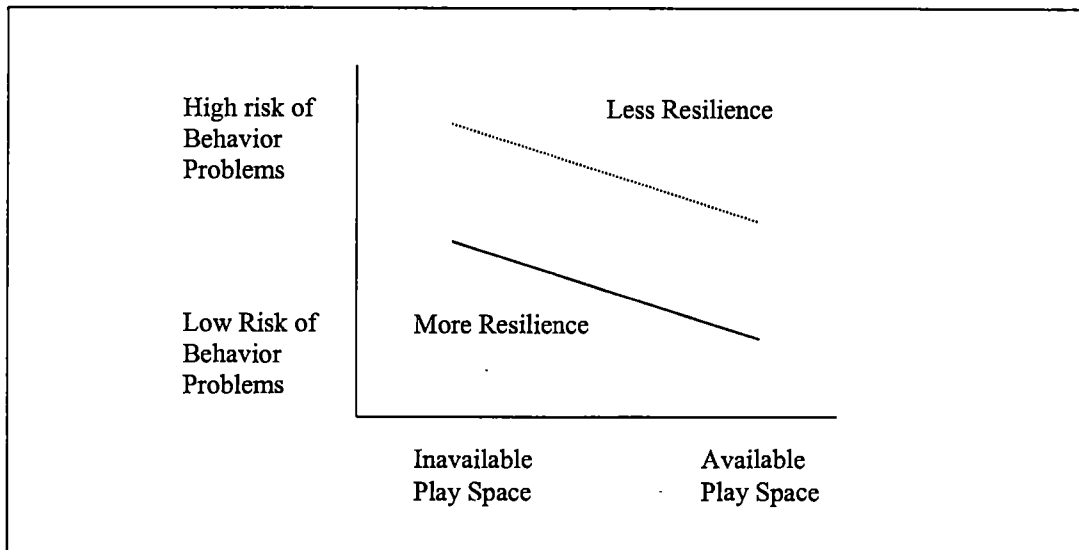 High risk of
Behavior
Problems
Less Resilience
Low Risk of
Behavior
Problems
More Resilience
Inavailable
Play Space
Available
Play Space